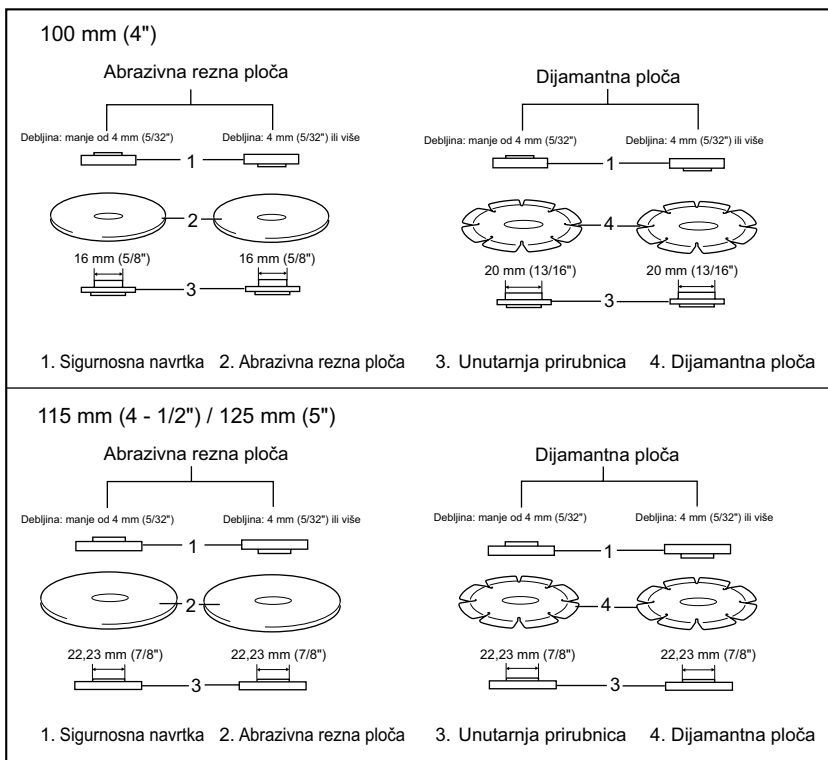 100 mm (4")
Abrazivna rezna ploča
Dijamantna ploča
Debljina: manje od 4 mm (5/32")
Debljina: 4 mm (5/32") ili više
Debljina: manje od 4 mm (5/32")
Debljina: 4 mm (5/32") ili više
1
1
2
4
16 mm (5/8")
16 mm (5/8")
20 mm (13/16")
20 mm (13/16")
3
3
1. Sigurnosna navrtka 2. Abrazivna rezna ploča 3. Unutarnja prirubnica 4. Dijamantna ploča
115 mm (4 - 1/2") / 125 mm (5")
Abrazivna rezna ploča
Dijamantna ploča
Debljina: manje od 4 mm (5/32")
Debljina: 4 mm (5/32") ili više
Debljina: manje od 4 mm (5/32")
Debljina: 4 mm (5/32") ili više
1
1
2
4
22,23 mm (7/8")
22,23 mm (7/8")
22,23 mm (7/8")
22,23 mm (7/8")
3
3
1. Sigurnosna navrtka 2. Abrazivna rezna ploča 3. Unutarnja prirubnica 4. Dijamantna ploča